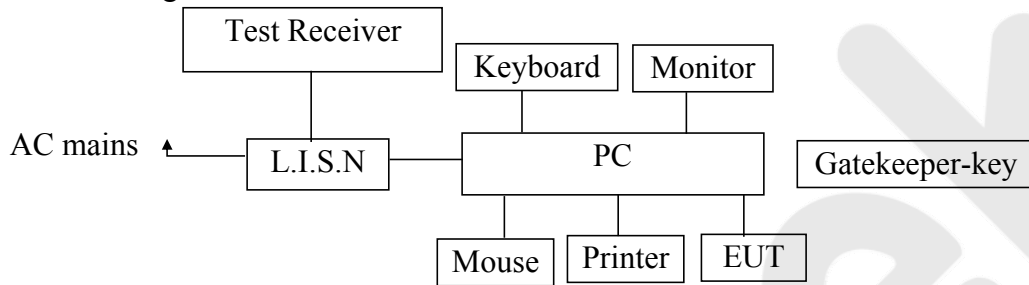 Test Receiver
Keyboard
Monitor
AC mains
L.I.S.N
PC
Gatekeeper-key
Mouse
Printer
EUT